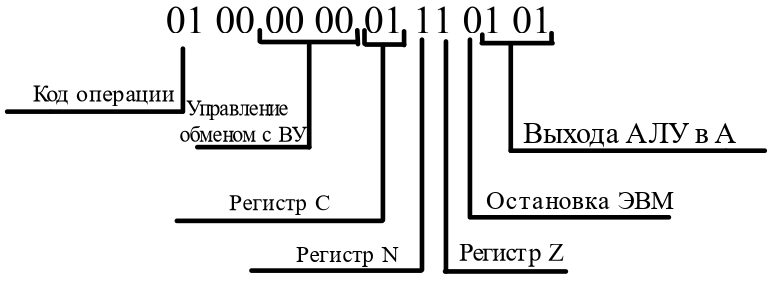 01 00 00 00 01 11 01 01
Код операции
Управление
обменом с ВУ
Выхода АЛУ в А
Регистр С
Остановка ЭВМ
Регистр N
Регистр Z